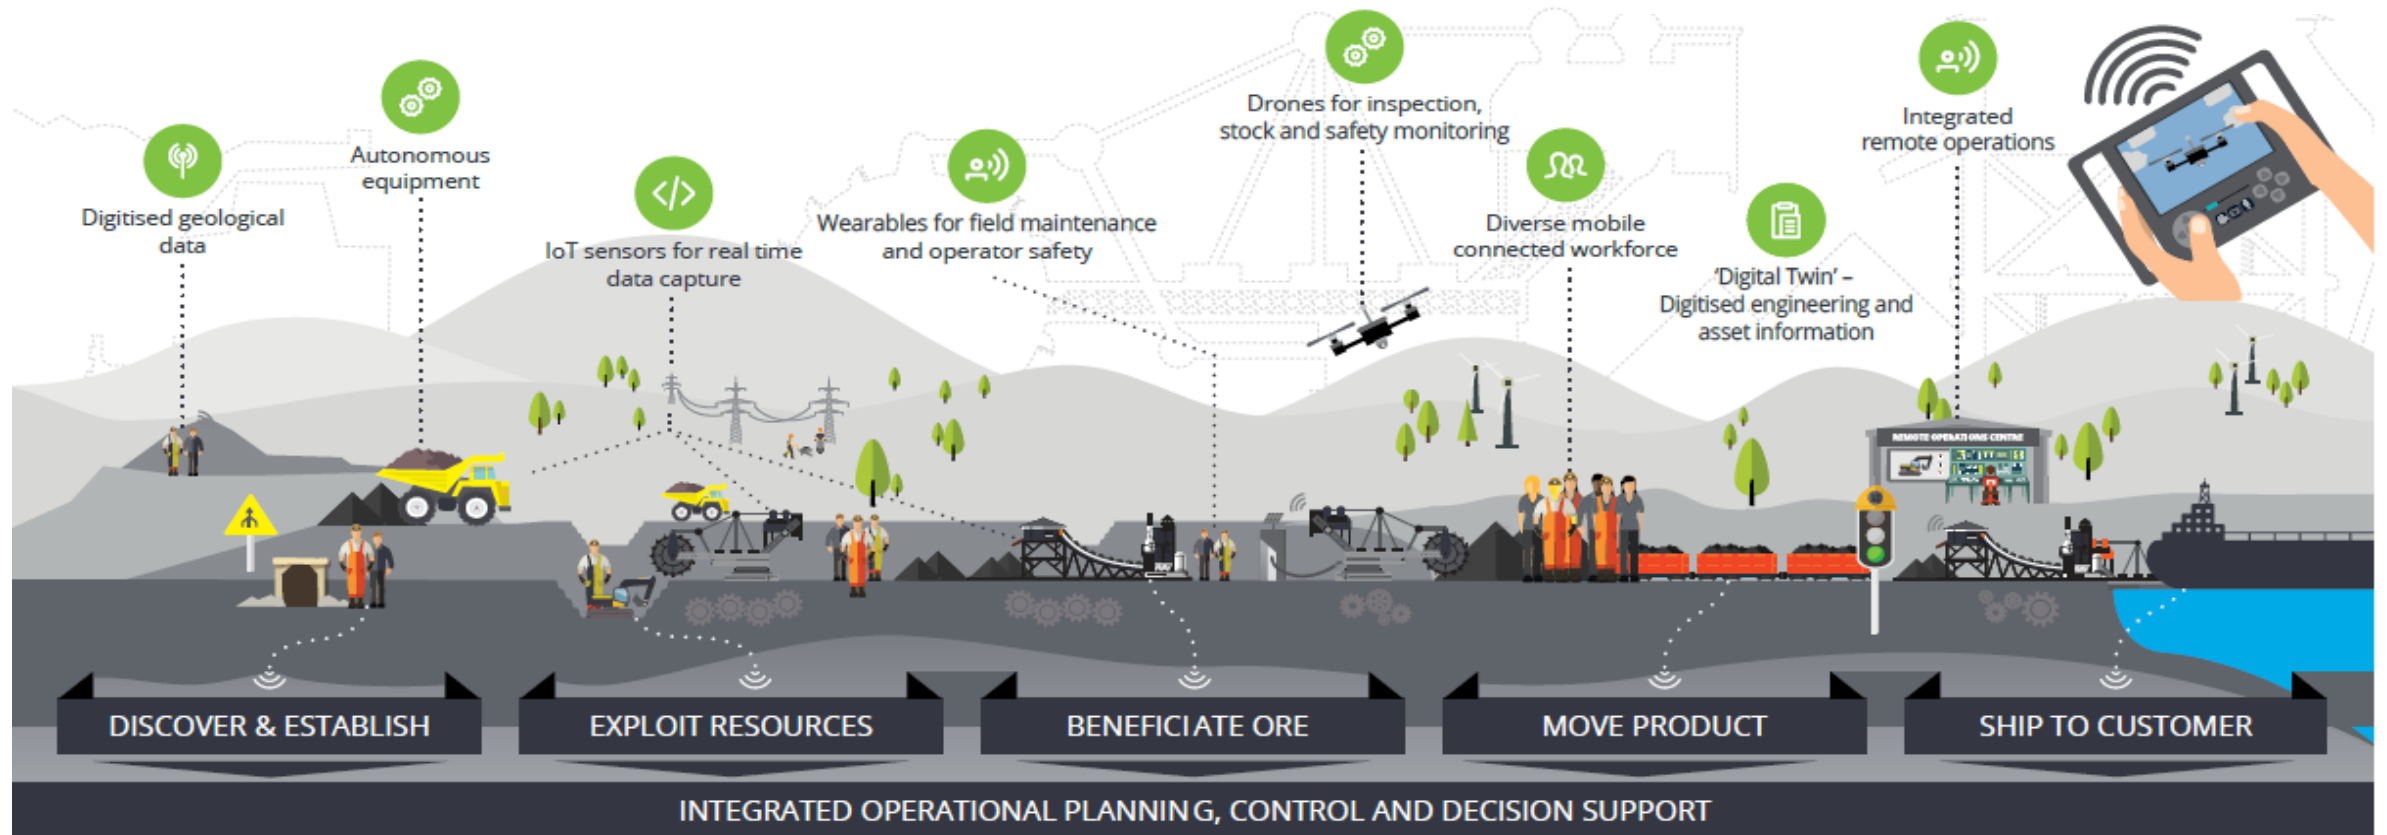 Digitised geological
data
Autonomous
equipment
IoT sensors for real time
data capture
Wearables for field maintenance
and operator safety
Drones for inspection,
stock and safety monitoring
Diverse mobile
connected workforce
‘Digital Twin’ –
Digitised engineering and
asset information
Integrated
remote operations
REMOTE OPERATIONS CENTRE
DISCOVER & ESTABLISH
EXPLOIT RESOURCES
BENEFICIATE ORE
MOVE PRODUCT
SHIP TO CUSTOMER
INTEGRATED OPERATIONAL PLANNING, CONTROL AND DECISION SUPPORT